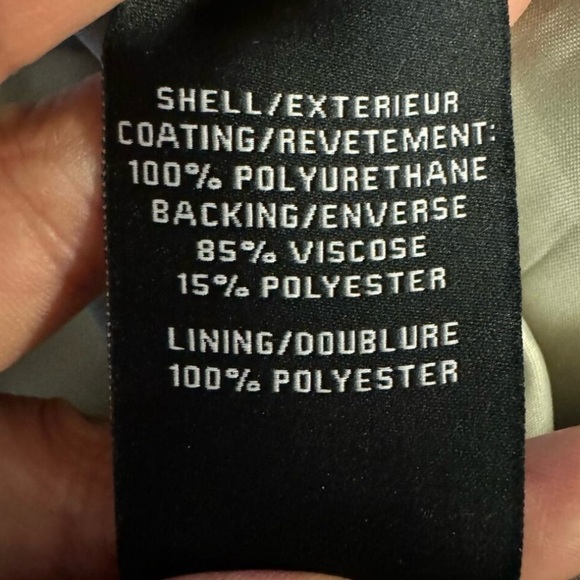 SHELL/EXTERIEUR
COATING/REVETEMENT:
100% POLYURETHANE
BACKING/ENVERSE
85% VISCOSE
15% POLYESTER
LINING/DOUBLURE
100% POLYESTER